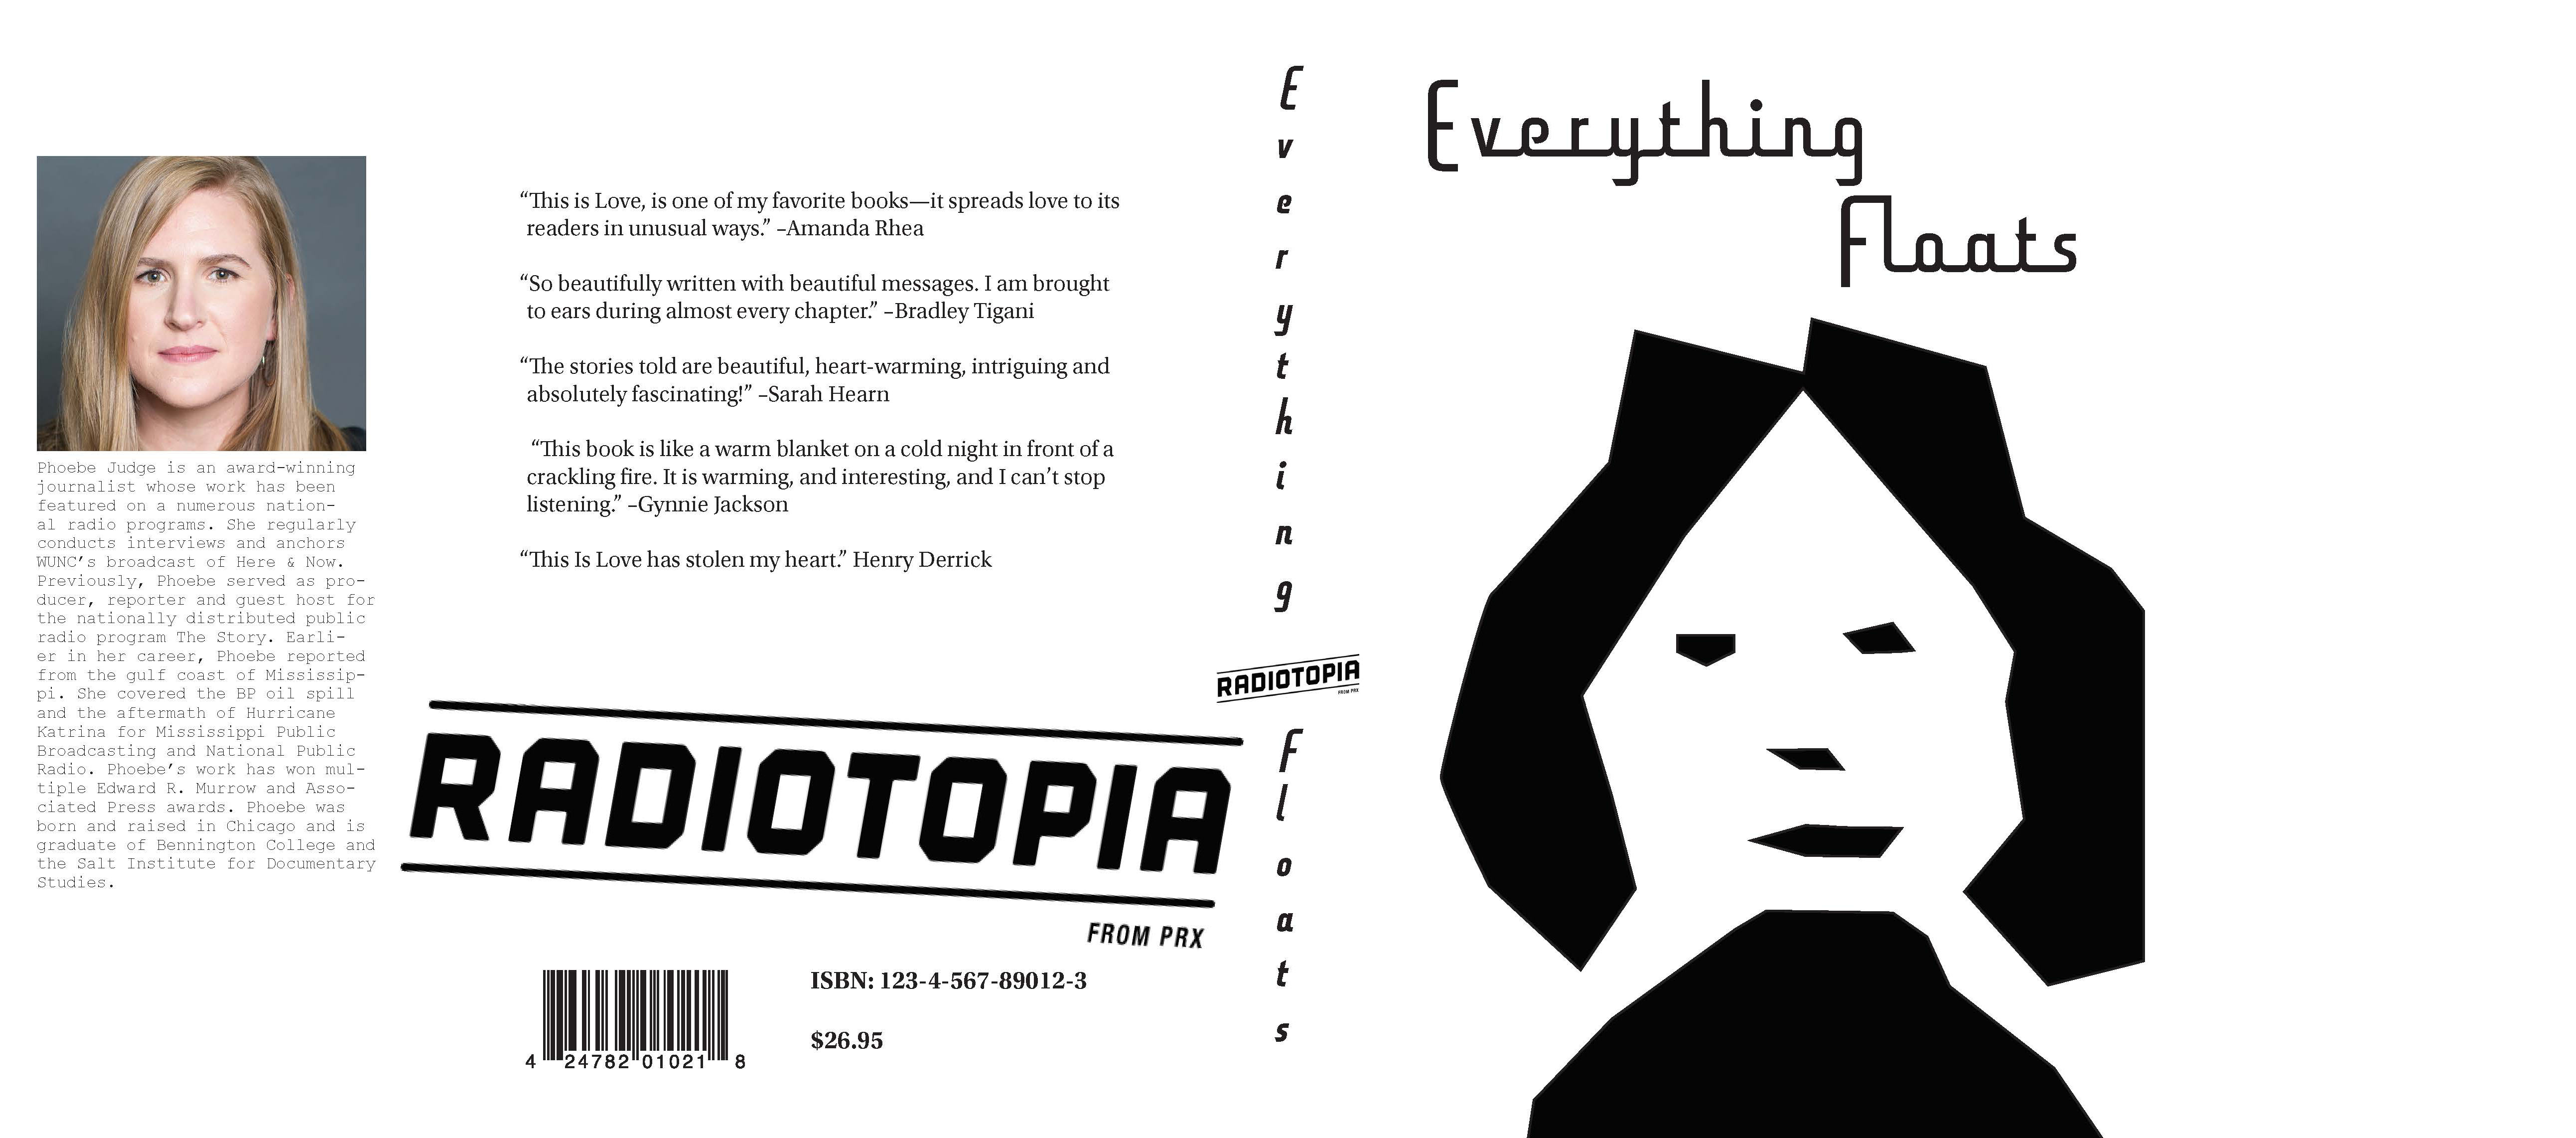 Phoebe Judge is an award-winning
journalist whose work has been
featured on a numerous nation-
al radio programs. She regularly
conducts interviews and anchors
WUNC’s broadcast of Here & Now.
Previously, Phoebe served as pro-
ducer, reporter and guest host for
the nationally distributed public
radio program The Story. Earli-
er in her career, Phoebe reported
from the gulf coast of Mississip-
pi. She covered the BP oil spill
and the aftermath of Hurricane
Katrina for Mississippi Public
Broadcasting and National Public
Radio. Phoebe’s work has won mul-
tiple Edward R. Murrow and Asso-
ciated Press awards. Phoebe was
born and raised in Chicago and is
graduate of Bennington College and
the Salt Institute for Documentary
Studies.
“This is Love, is one of my favorite books—it spreads love to its
readers in unusual ways.” –Amanda Rhea
“So beautifully written with beautiful messages. I am brought
to ears during almost every chapter.” –Bradley Tigani
“The stories told are beautiful, heart-warming, intriguing and
absolutely fascinating!” –Sarah Hearn
“This book is like a warm blanket on a cold night in front of a
crackling fire. It is warming, and interesting, and I can’t stop
listening.” –Gynnie Jackson
“This Is Love has stolen my heart.” Henry Derrick
RADIOTOPIA
FROM PRX
4 24782 01021 8
ISBN: 123-4-567-89012-3
$26.95
Everything
RADIOTOPIA
FROM PRX
Floats
Everything
Floats